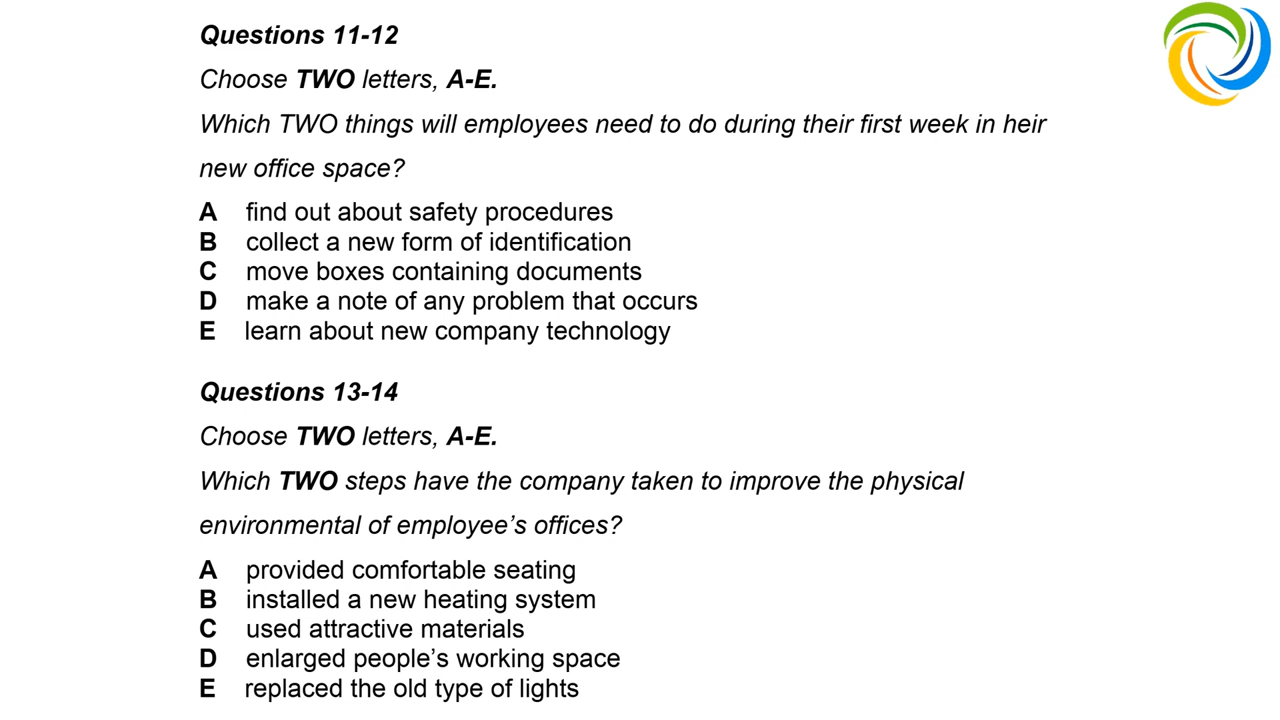 Questions 11-12
Choose TWO letters, A-E.
Which TWO things will employees need to do during their first week in heir
new office space?
A find out about safety procedures
B collect a new form of identification
C move boxes containing documents
D make a note of any problem that occurs
E learn about new company technology
Questions 13-14
Choose TWO letters, A-E.
Which TWO steps have the company taken to improve the physical
environmental of employee's offices?
A provided comfortable seating
B installed a new heating system
C used attractive materials
D enlarged people's working space
E replaced the old type of lights